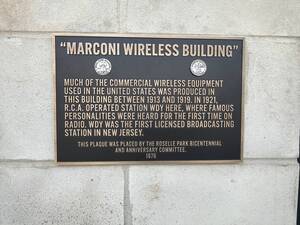 "MARCONI WIRELESS BUILDING"
MUCH OF THE COMMERCIAL WIRELESS EQUIPMENT
USED IN THE UNITED STATES WAS PRODUCED IN
THIS BUILDING BETWEEN 1913 AND 1919. IN 1921,
R.C.A. OPERATED STATION WDY HERE, WHERE FAMOUS
PERSONALITIES WERE HEARD FOR THE FIRST TIME ON
RADIO. WDY WAS THE FIRST LICENSED BROADCASTING
STATION IN NEW JERSEY.
THIS PLAQUE WAS PLACED BY THE ROSELLE PARK BICENTENNIAL
AND ANNIVERSARY COMMITTEE.
1976